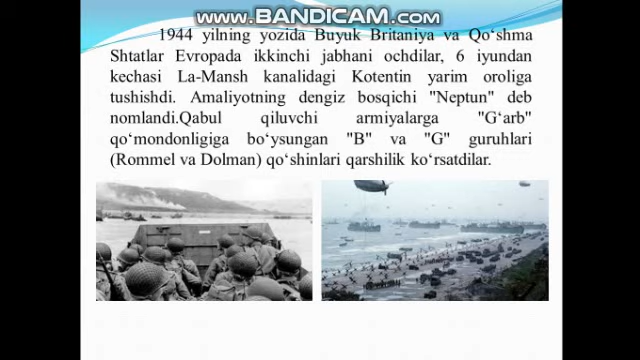 www.BANDICAM.com
1944 yilning yozida Buyuk Britaniya va Qo‘shma
Shtatlar Evropada ikkinchi jabhani ochdilar, 6 iyundan
kechasi La-Mansh kanalidagi Kotentin yarim oroliga
tushishdi. Amaliyotning dengiz bosqichi "Neptun" deb
nomlandi.Qabul qiluvchi armiyalarga "G‘arb"
qo‘mondonligiga bo‘ysungan "B" va "G" guruhlari
(Rommel va Dolman) qo‘shinlari qarshilik ko‘rsatdilar.